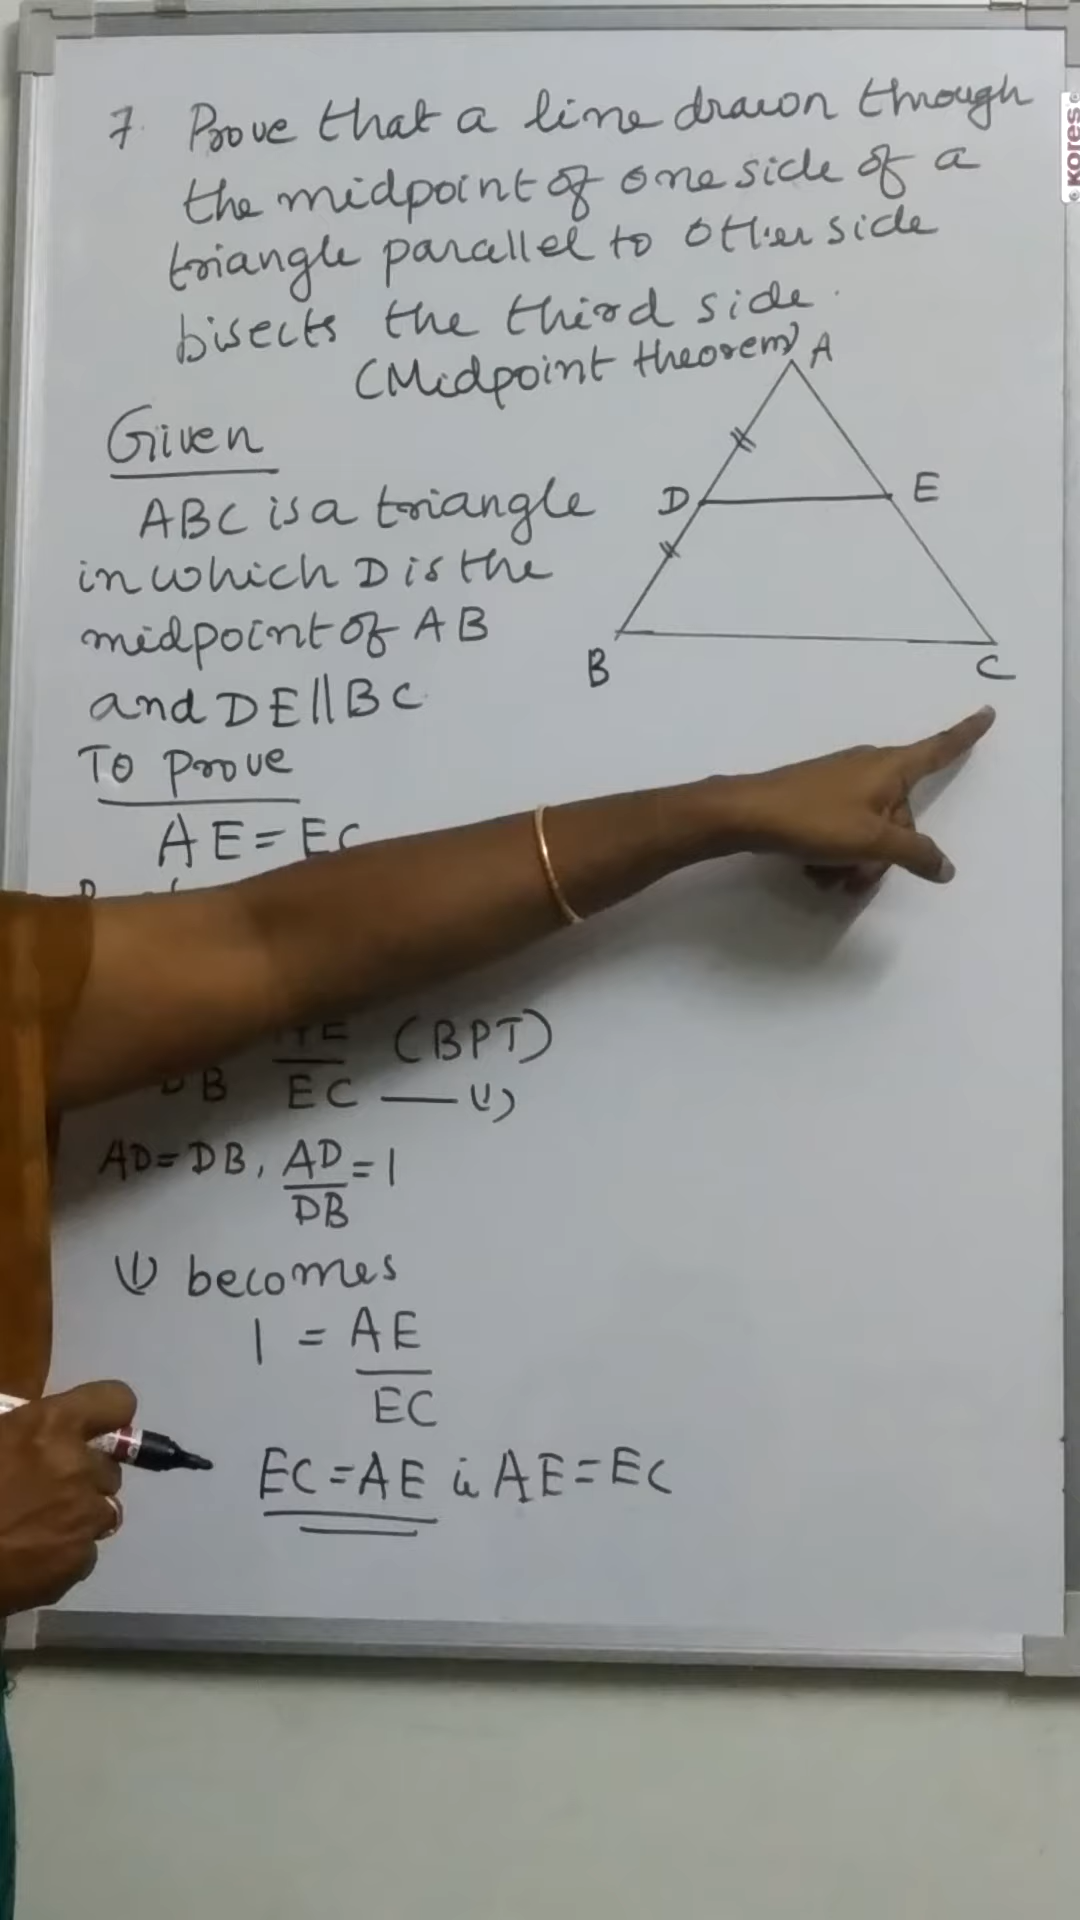 7. Prove that a line drawn through
the midpoint of one side of a
triangle parallel to other side
bisects the third side.
(Midpoint theorem)
A
D
E
B
C
Given
ABC is a triangle
in which D is the
midpoint of AB
and DE||BC
To prove
AE=EC
AE (BPT)
DB EC — (1)
AD=DB, AD/DB=1
(1) becomes
1 = AE
EC
EC=AE ie AE=EC
KORES